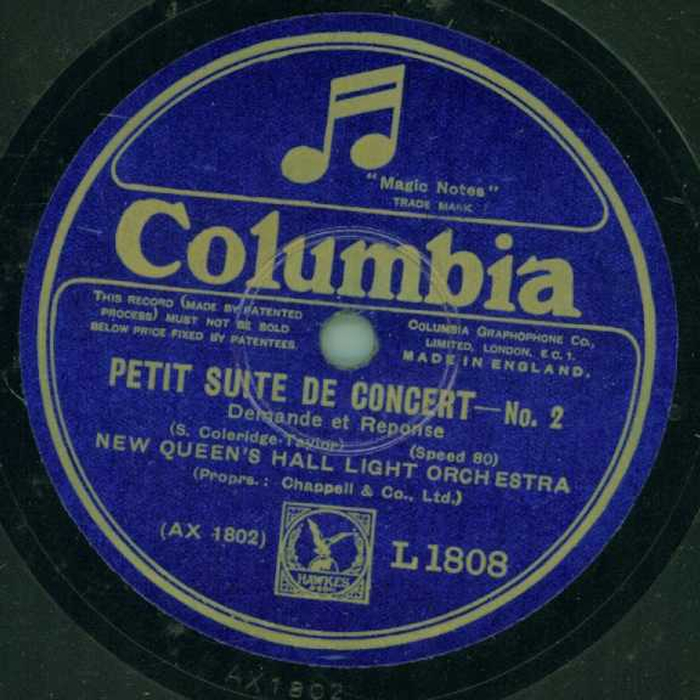 "Magic Notes"
TRADE MARK
Columbia
THIS RECORD (MADE BY PATENTED
PROCESS) MUST NOT BE SOLD
BELOW PRICE FIXED BY PATENTEES.
COLUMBIA GRAPHOPHONE CO.,
LIMITED, LONDON, E.C.1.
MADE IN ENGLAND.
PETIT SUITE DE CONCERT—No. 2
Demande et Reponse
(S. Coleridge-Taylor) (Speed 80)
NEW QUEEN'S HALL LIGHT ORCHESTRA
(Proprs.: Chappell & Co., Ltd.)
(AX 1802)
HAWKES
L1808
AX1802